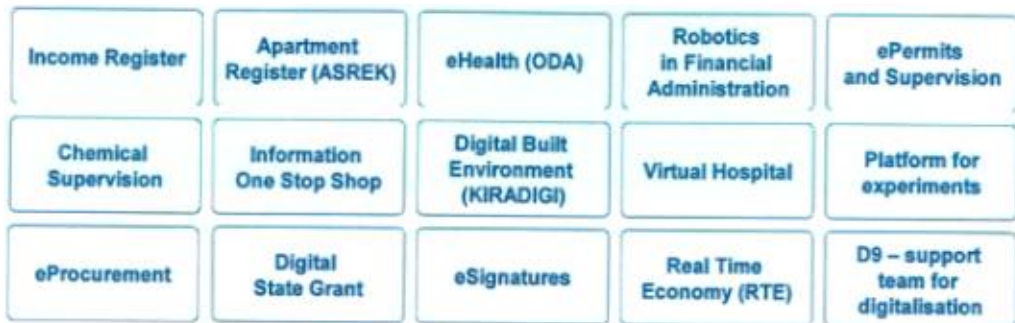 Income Register
Apartment
Register (ASREK)
eHealth (ODA)
Robotics
in Financial
Administration
ePermits
and Supervision
Chemical
Supervision
Information
One Stop Shop
Digital Built
Environment
(KIRADIGI)
Virtual Hospital
Platform for
experiments
eProcurement
Digital
State Grant
eSignatures
Real Time
Economy (RTE)
D9 – support
team for
digitalisation